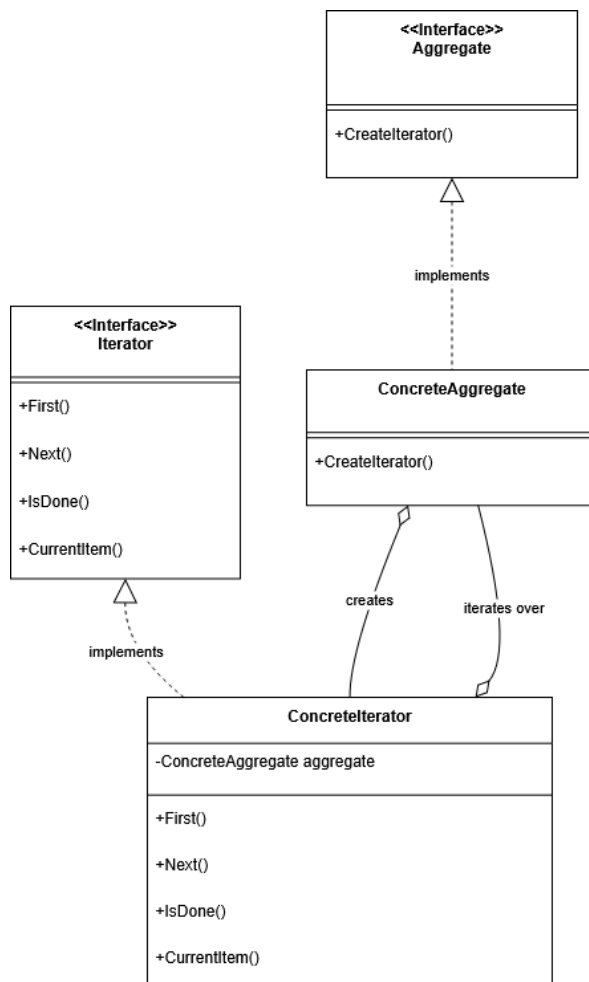 <<Interface>>
Aggregate
+CreateIterator()
implements
<<Interface>>
Iterator
+First()
+Next()
+IsDone()
+CurrentItem()
ConcreteAggregate
+CreateIterator()
creates
iterates over
implements
ConcreteIterator
-ConcreteAggregate aggregate
+First()
+Next()
+IsDone()
+CurrentItem()